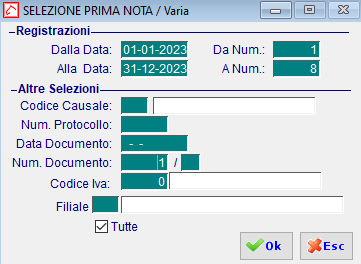 SELEZIONE PRIMA NOTA / Varia
Registrazioni
Dalla Data: 01-01-2023 Da Num.: 1
Alla Data: 31-12-2023 A Num.: 8
Altre Selezioni
Codice Causale:
Num. Protocollo:
Data Documento: - -
Num. Documento: 1 /
Codice Iva: 0
Filiale
Tutte
Ok Esc